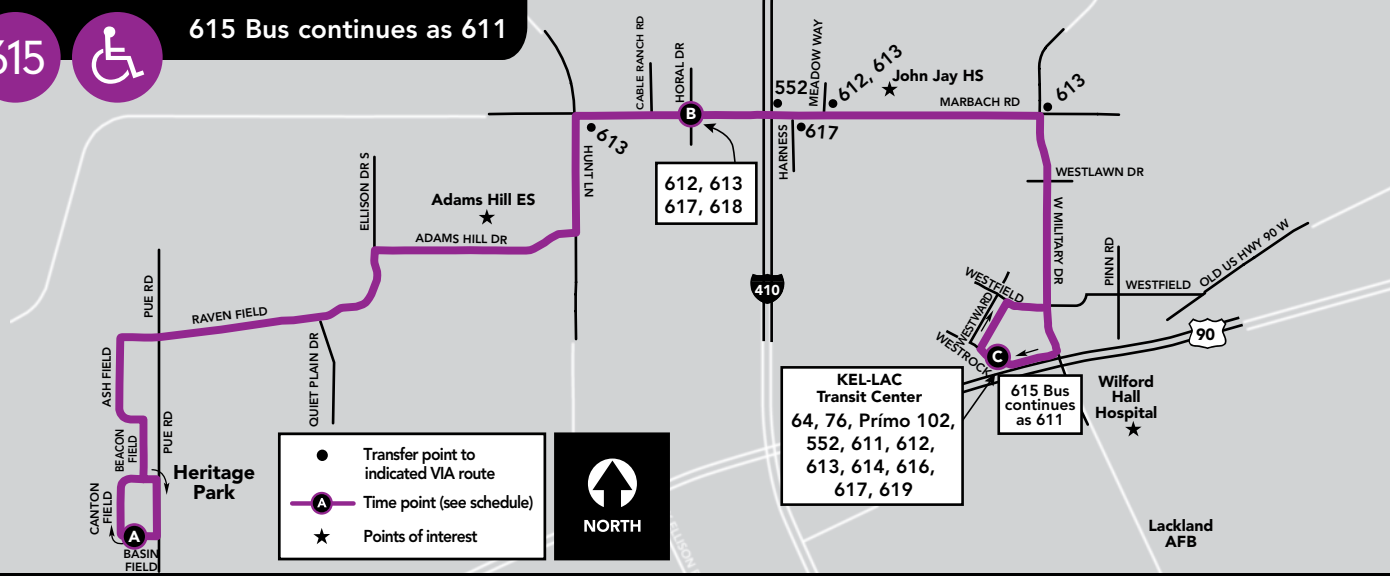 615
615 Bus continues as 611
CABLE RANCH RD
HORAL DR
MEADOW WAY
552
612, 613
John Jay HS
MARBACH RD
613
B
617
HARNESS
613
HUNT LN
612, 613
617, 618
ELLISON DR S
Adams Hill ES
ADAMS HILL DR
WESTLAWN DR
W MILITARY DR
PINN RD
OLD US HWY 90 W
WESTFIELD
WESTFIELD
WESTWARD
WESTROCK
410
90
C
PUE RD
RAVEN FIELD
QUIET PLAIN DR
ASH FIELD
PUE RD
BEACON
FIELD
CANTON
FIELD
Heritage
Park
A
BASIN
FIELD
KEL-LAC
Transit Center
64, 76, Prímo 102,
552, 611, 612,
613, 614, 616,
617, 619
615 Bus
continues
as 611
Wilford
Hall
Hospital
Lackland
AFB
Transfer point to
indicated VIA route
A
Time point (see schedule)
Points of interest
NORTH